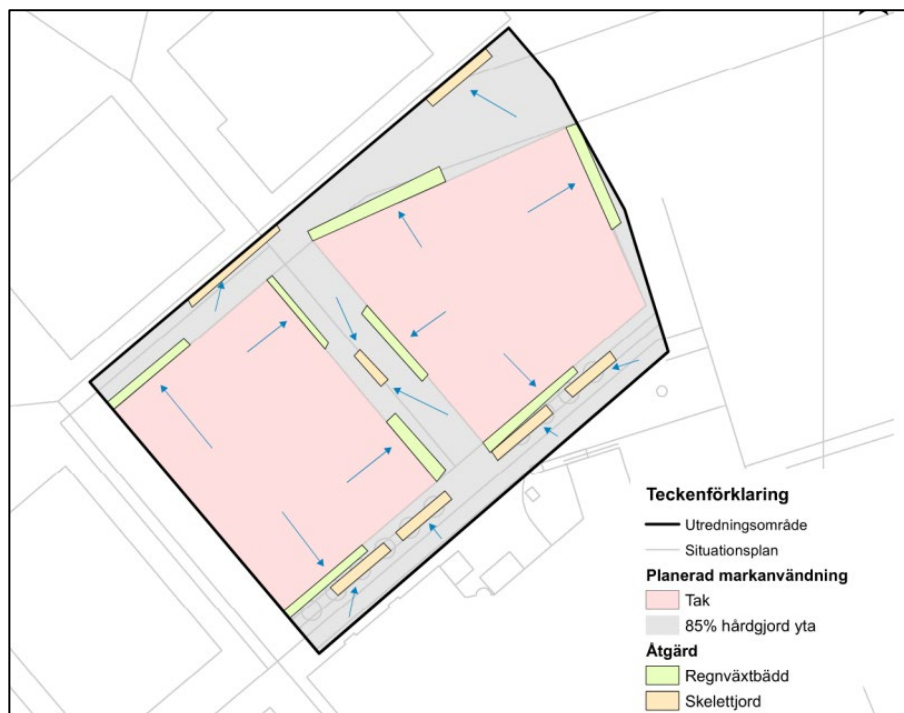 Teckenförklaring
Utredningsområde
Situationsplan
Planerad markanvändning
Tak
85% hårdgjord yta
Åtgärd
Regnväxtbädd
Skelettjord